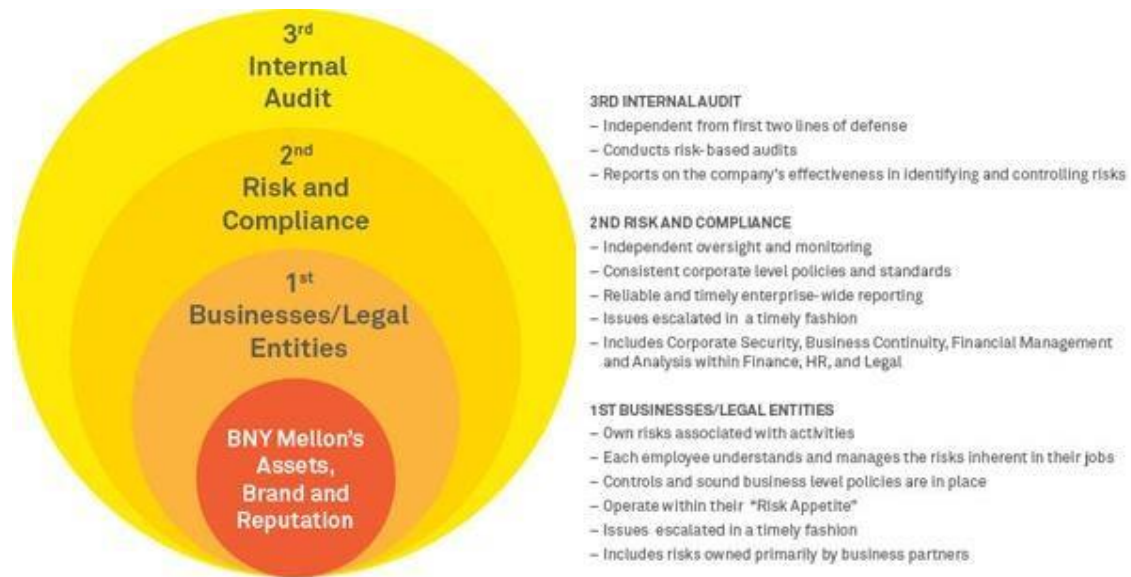 3rd
Internal
Audit
2nd
Risk and
Compliance
1st
Businesses/Legal
Entities
BNY Mellon's
Assets,
Brand and
Reputation
3RD INTERNAL AUDIT
– Independent from first two lines of defense
– Conducts risk-based audits
– Reports on the company's effectiveness in identifying and controlling risks
2ND RISK AND COMPLIANCE
– Independent oversight and monitoring
– Consistent corporate level policies and standards
– Reliable and timely enterprise-wide reporting
– Issues escalated in a timely fashion
– Includes Corporate Security, Business Continuity, Financial Management
and Analysis within Finance, HR, and Legal
1ST BUSINESSES/LEGAL ENTITIES
– Own risks associated with activities
– Each employee understands and manages the risks inherent in their jobs
– Controls and sound business level policies are in place
– Operate within their "Risk Appetite"
– Issues escalated in a timely fashion
– Includes risks owned primarily by business partners